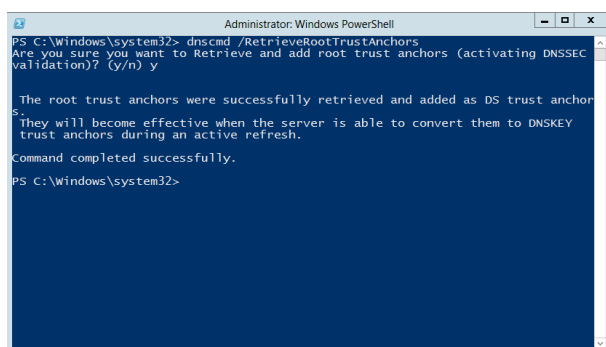 Administrator: Windows PowerShell
PS C:\Windows\system32> dnscmd /RetrieveRootTrustAnchors
Are you sure you want to Retrieve and add root trust anchors (activating DNSSEC
validation)? (y/n) y
The root trust anchors were successfully retrieved and added as DS trust anchor
s.
They will become effective when the server is able to convert them to DNSKEY
trust anchors during an active refresh.
Command completed successfully.
PS C:\Windows\system32>